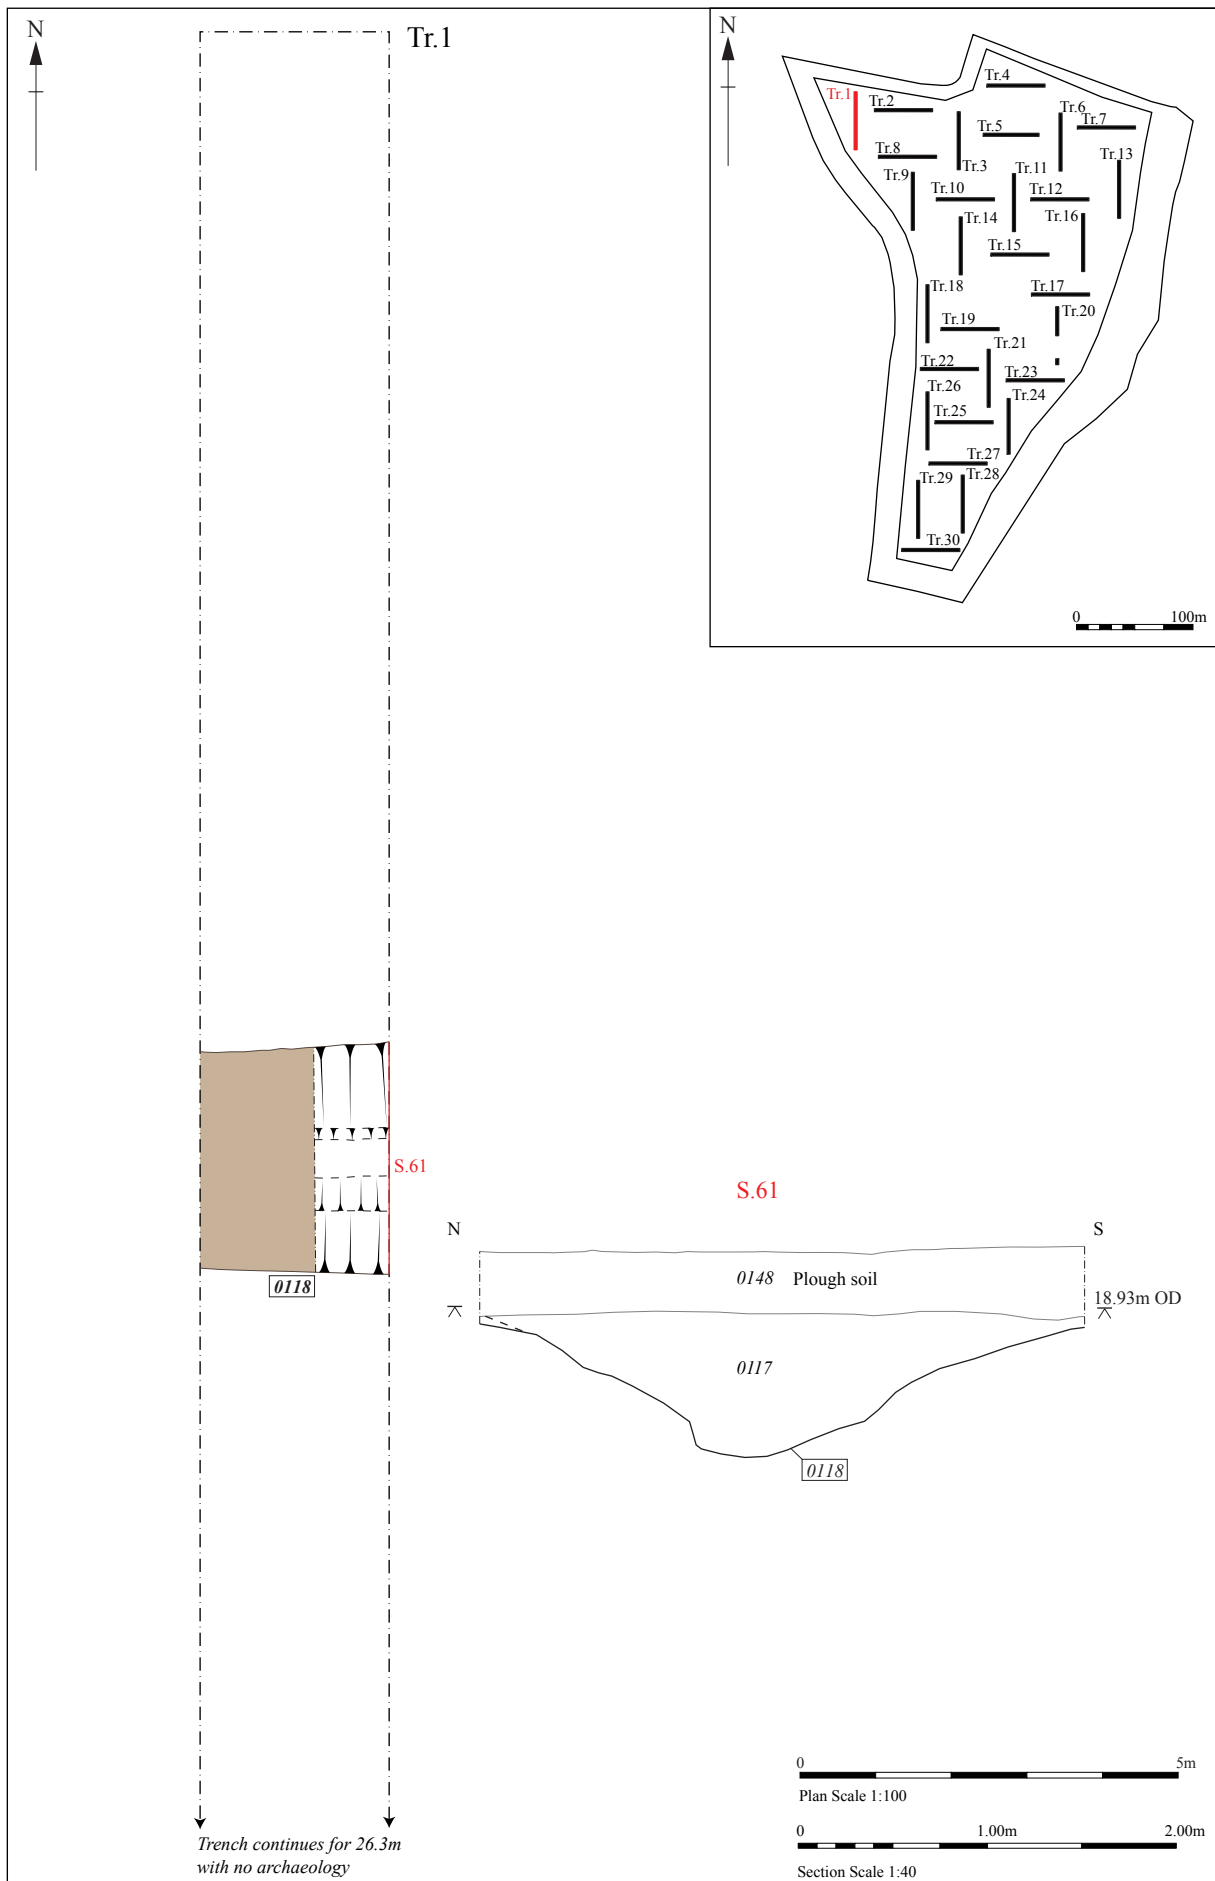 N
Tr.1
N
Tr.4
Tr.1
Tr.2
Tr.6
Tr.7
Tr.5
Tr.8
Tr.3
Tr.11
Tr.13
Tr.9
Tr.10
Tr.12
Tr.14
Tr.16
Tr.15
Tr.18
Tr.17
Tr.20
Tr.19
Tr.21
Tr.22
Tr.23
Tr.26
Tr.24
Tr.25
Tr.27
Tr.29
Tr.28
Tr.30
0 100m
S.61
0118
S.61
N S
0148 Plough soil
18.93m OD
0117
0118
0 5m
Plan Scale 1:100
0 1.00m 2.00m
Section Scale 1:40
Trench continues for 26.3m
with no archaeology